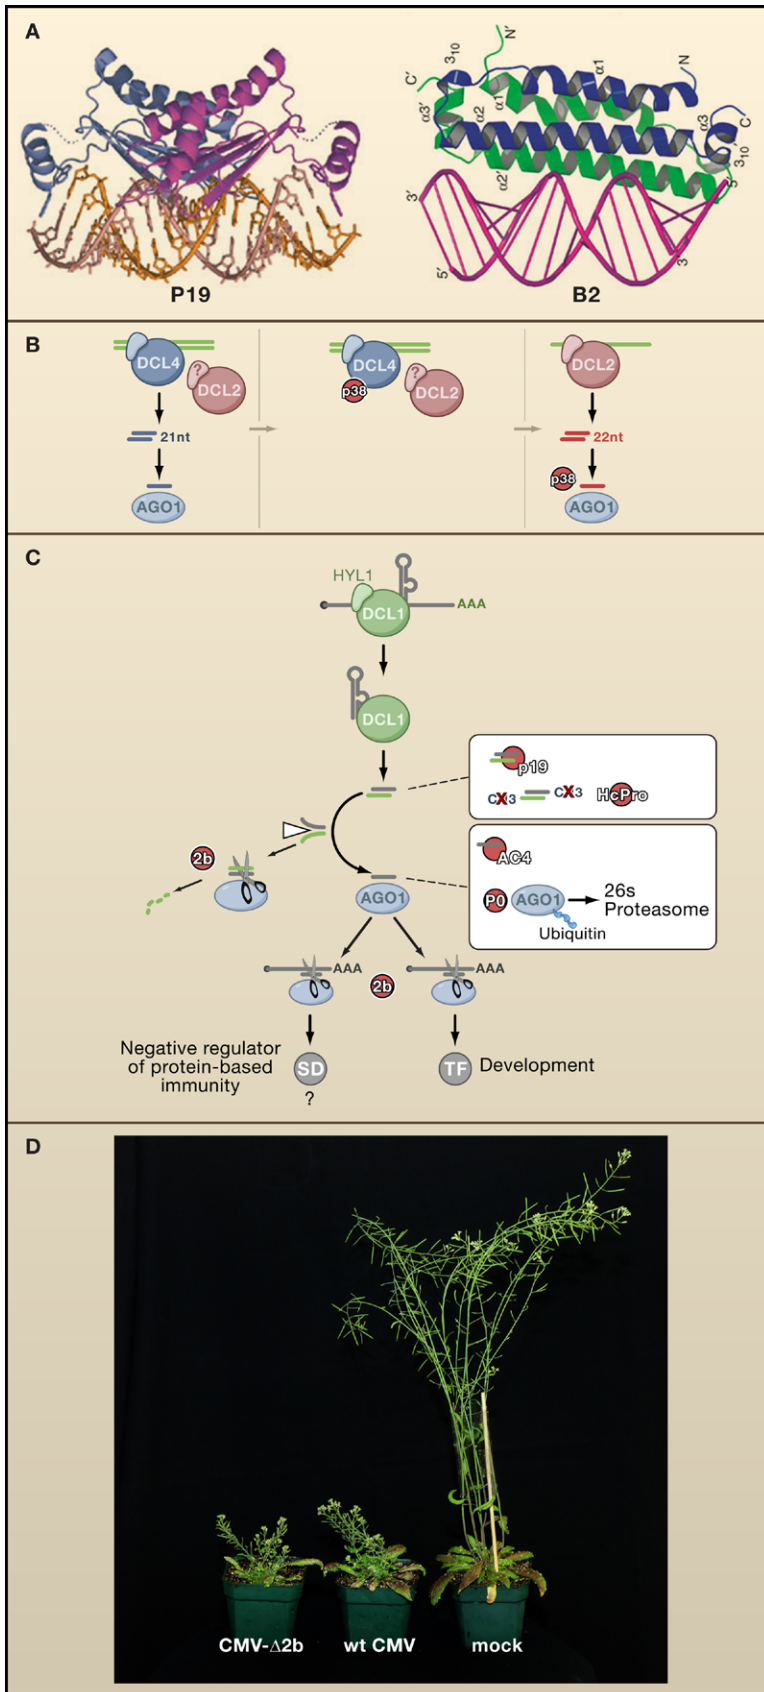 A
P19
N′
C′
3₁₀
α1
N
α3′
α2
α1′
α3
C
3₁₀′
α2′
3′
5′
5′
3′
B2
B
DCL4
?
DCL2
21nt
AGO1
DCL4
p38
?
DCL2
DCL2
22nt
p38
AGO1
C
HYL1
DCL1
AAA
DCL1
p19
CX3
CX3
HcPro
2b
AGO1
AC4
P0
AGO1
26s
Proteasome
Ubiquitin
AAA
2b
AAA
Negative regulator
of protein-based
immunity
SD
?
TF
Development
D
CMV-Δ2b
wt CMV
mock